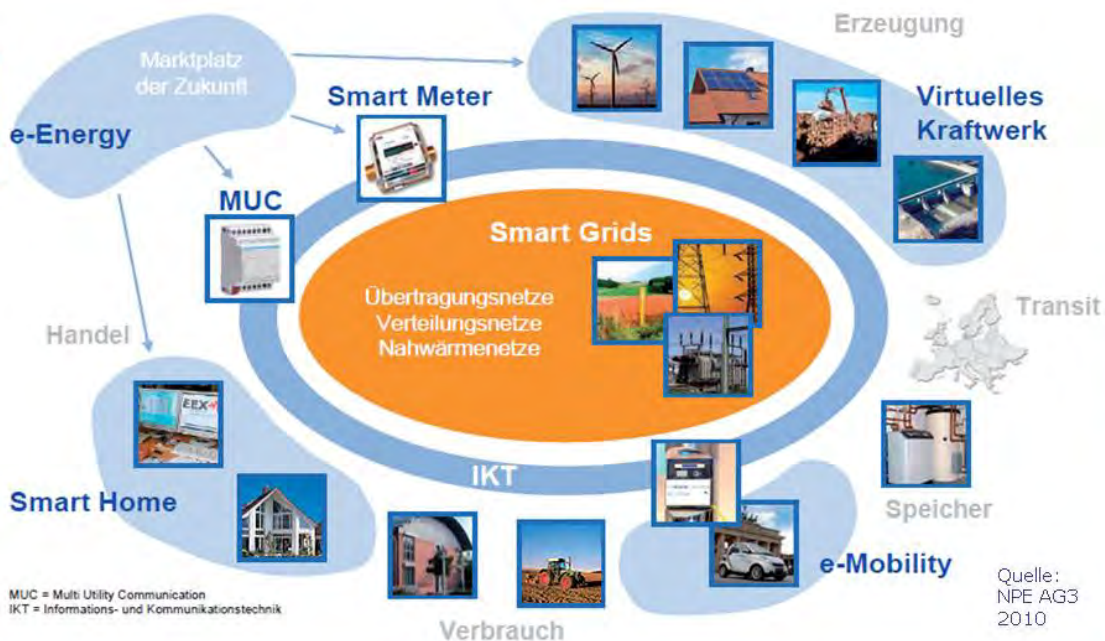 Erzeugung
Marktplatz
der Zukunft
e-Energy
Smart Meter
Virtuelles
Kraftwerk
MUC
Smart Grids
Übertragungsnetze
Verteilungsnetze
Nahwärmenetze
Handel
Transit
EEX
IKT
Smart Home
Speicher
e-Mobility
MUC = Multi Utility Communication
IKT = Informations- und Kommunikationstechnik
Verbrauch
Quelle:
NPE AG3
2010